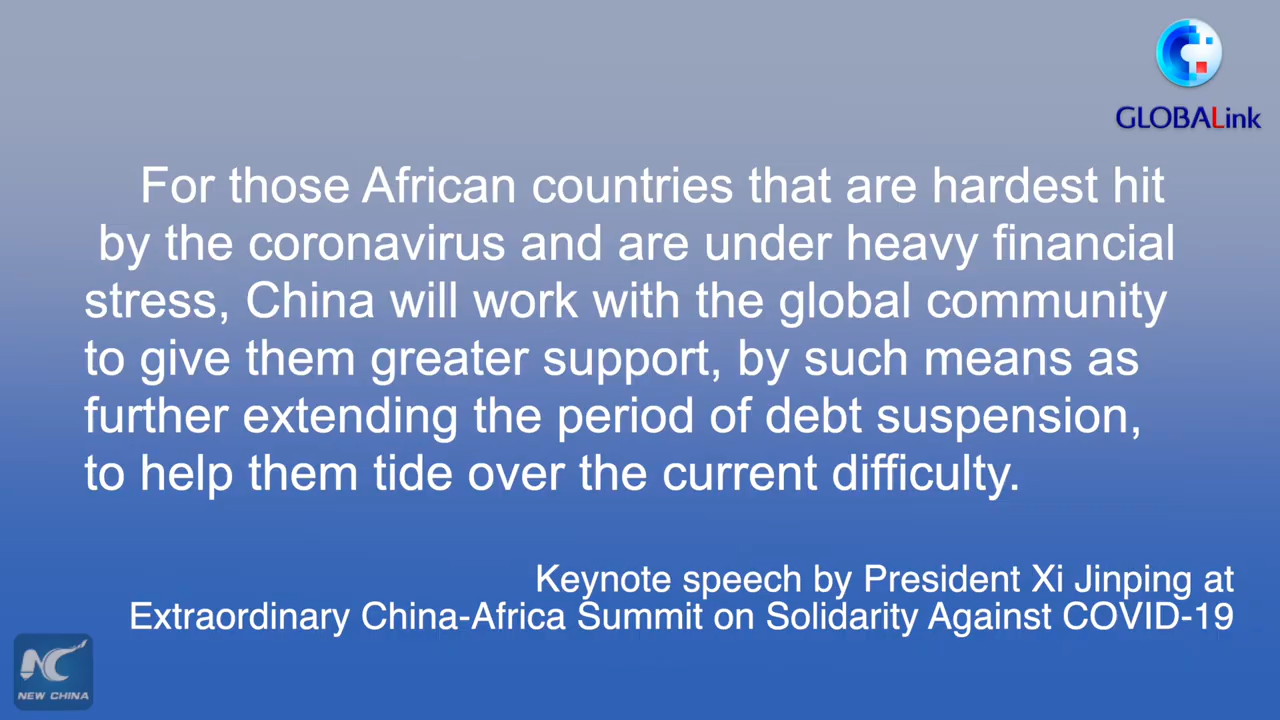 GLOBALink
For those African countries that are hardest hit
by the coronavirus and are under heavy financial
stress, China will work with the global community
to give them greater support, by such means as
further extending the period of debt suspension,
to help them tide over the current difficulty.
Keynote speech by President Xi Jinping at
Extraordinary China-Africa Summit on Solidarity Against COVID-19
NC
NEW CHINA